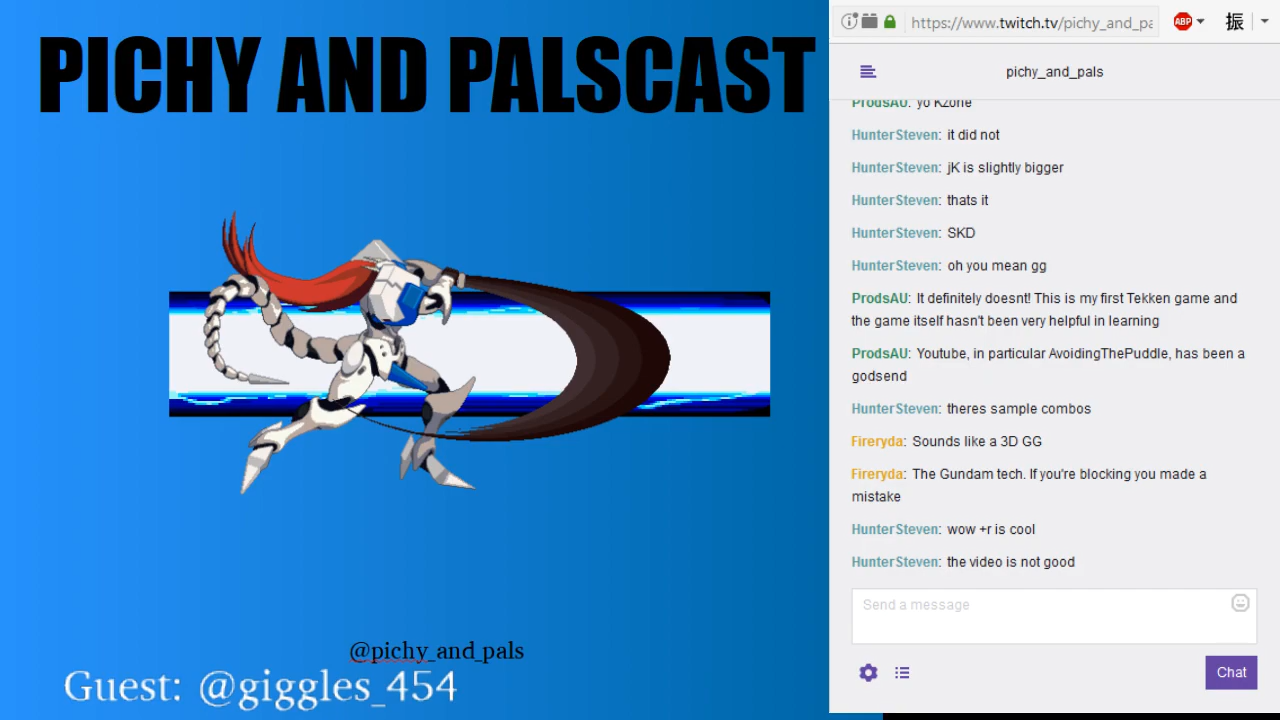 PICHY AND PALSCAST
@pichy_and_pals
Guest: @giggles_454
https://www.twitch.tv/pichy_and_pa
ABP
振
pichy_and_pals
ProdsAU: yo Kzone
HunterSteven: it did not
HunterSteven: jK is slightly bigger
HunterSteven: thats it
HunterSteven: SKD
HunterSteven: oh you mean gg
ProdsAU: It definitely doesnt! This is my first Tekken game and
the game itself hasn't been very helpful in learning
ProdsAU: Youtube, in particular AvoidingThePuddle, has been a
godsend
HunterSteven: theres sample combos
Fireryda: Sounds like a 3D GG
Fireryda: The Gundam tech. If you're blocking you made a
mistake
HunterSteven: wow +r is cool
HunterSteven: the video is not good
Send a message
Chat